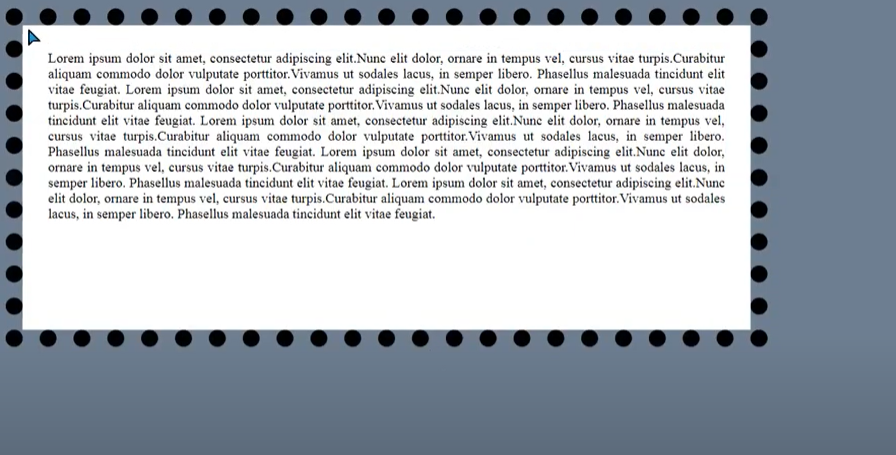 Lorem ipsum dolor sit amet, consectetur adipiscing elit.Nunc elit dolor, ornare in tempus vel, cursus vitae turpis.Curabitur
aliquam commodo dolor vulputate porttitor.Vivamus ut sodales lacus, in semper libero. Phasellus malesuada tincidunt elit
vitae feugiat. Lorem ipsum dolor sit amet, consectetur adipiscing elit.Nunc elit dolor, ornare in tempus vel, cursus vitae
turpis.Curabitur aliquam commodo dolor vulputate porttitor.Vivamus ut sodales lacus, in semper libero. Phasellus malesuada
tincidunt elit vitae feugiat. Lorem ipsum dolor sit amet, consectetur adipiscing elit.Nunc elit dolor, ornare in tempus vel,
cursus vitae turpis.Curabitur aliquam commodo dolor vulputate porttitor.Vivamus ut sodales lacus, in semper libero.
Phasellus malesuada tincidunt elit vitae feugiat. Lorem ipsum dolor sit amet, consectetur adipiscing elit.Nunc elit dolor,
ornare in tempus vel, cursus vitae turpis.Curabitur aliquam commodo dolor vulputate porttitor.Vivamus ut sodales lacus, in
semper libero. Phasellus malesuada tincidunt elit vitae feugiat. Lorem ipsum dolor sit amet, consectetur adipiscing elit.Nunc
elit dolor, ornare in tempus vel, cursus vitae turpis.Curabitur aliquam commodo dolor vulputate porttitor.Vivamus ut sodales
lacus, in semper libero. Phasellus malesuada tincidunt elit vitae feugiat.